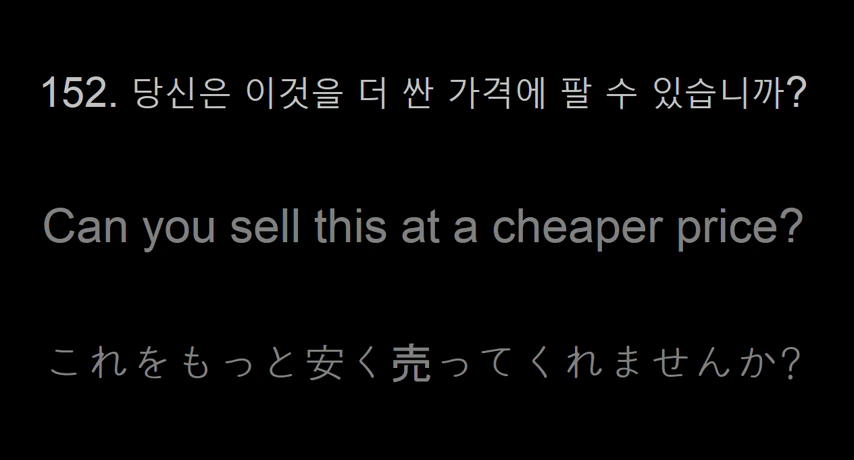 152. 당신은 이것을 더 싼 가격에 팔 수 있습니까?
Can you sell this at a cheaper price?
これをもっと安く売ってくれませんか?